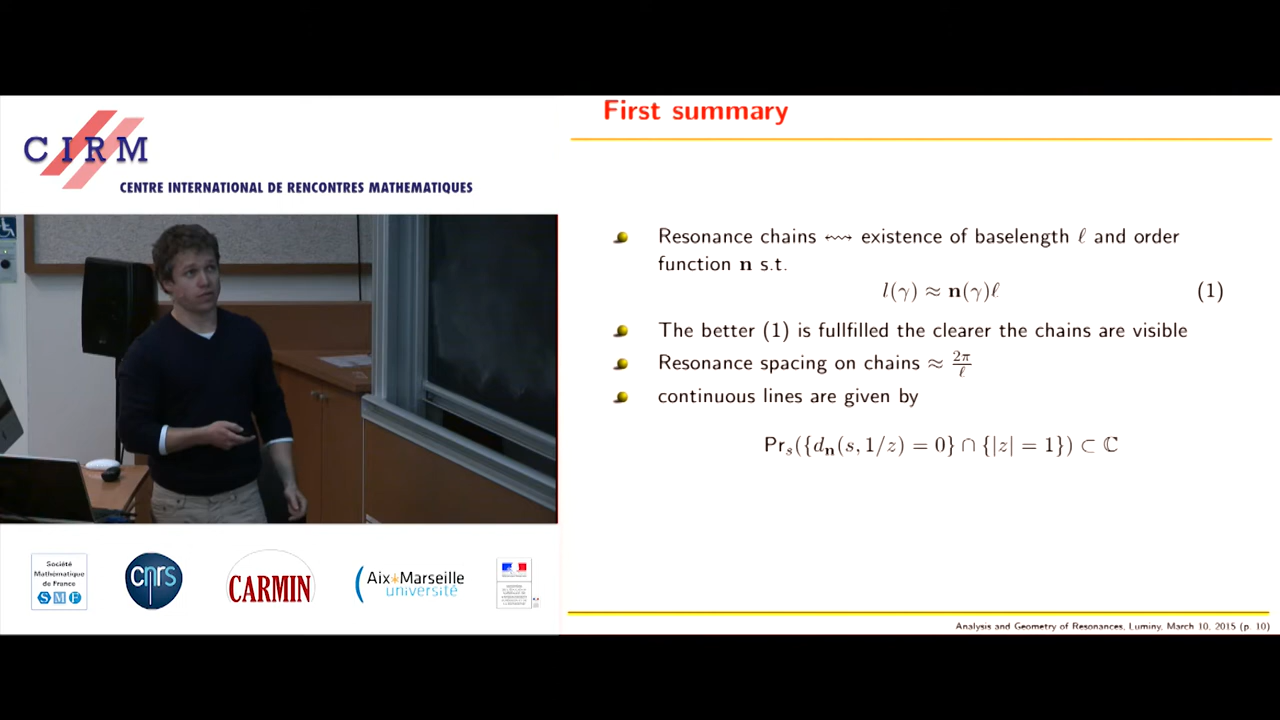 First summary
CIRM
CENTRE INTERNATIONAL DE RENCONTRES MATHEMATIQUES
Resonance chains ↭ existence of baselength ℓ and order
function n s.t.
l(γ) ≈ n(γ)ℓ (1)
The better (1) is fullfilled the clearer the chains are visible
Resonance spacing on chains ≈ 2π/ℓ
continuous lines are given by
Pr_s({d_n(s, 1/z) = 0} ∩ {|z| = 1}) ⊂ ℂ
Société
Mathématique
de France
SMF
cnrs
CARMIN
Aix*Marseille
université
Analysis and Geometry of Resonances, Luminy, March 10, 2015 (p. 10)